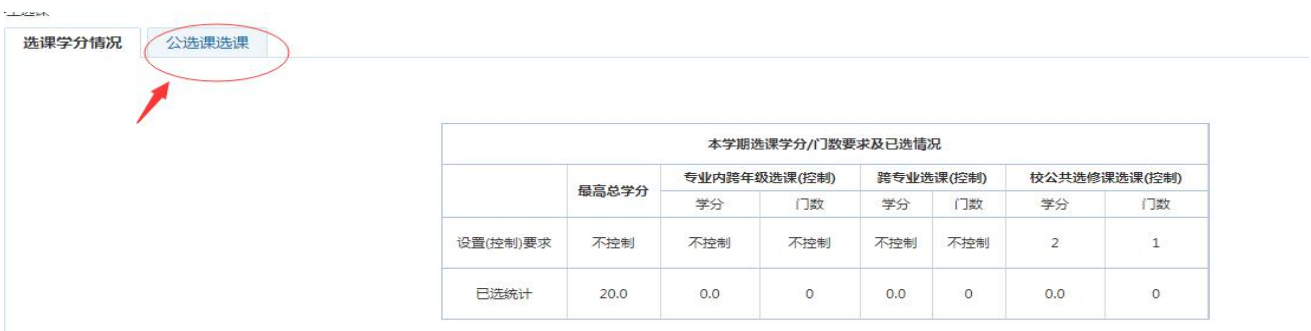 选课学分情况 公选课选课
本学期选课学分/门数要求及已选情况
最高总学分 专业内跨年级选课(控制) 跨专业选课(控制) 校公共选修课选课(控制)
学分 门数 学分 门数 学分 门数
设置(控制)要求 不控制 不控制 不控制 不控制 不控制 2 1
已选统计 20.0 0.0 0 0.0 0 0.0 0